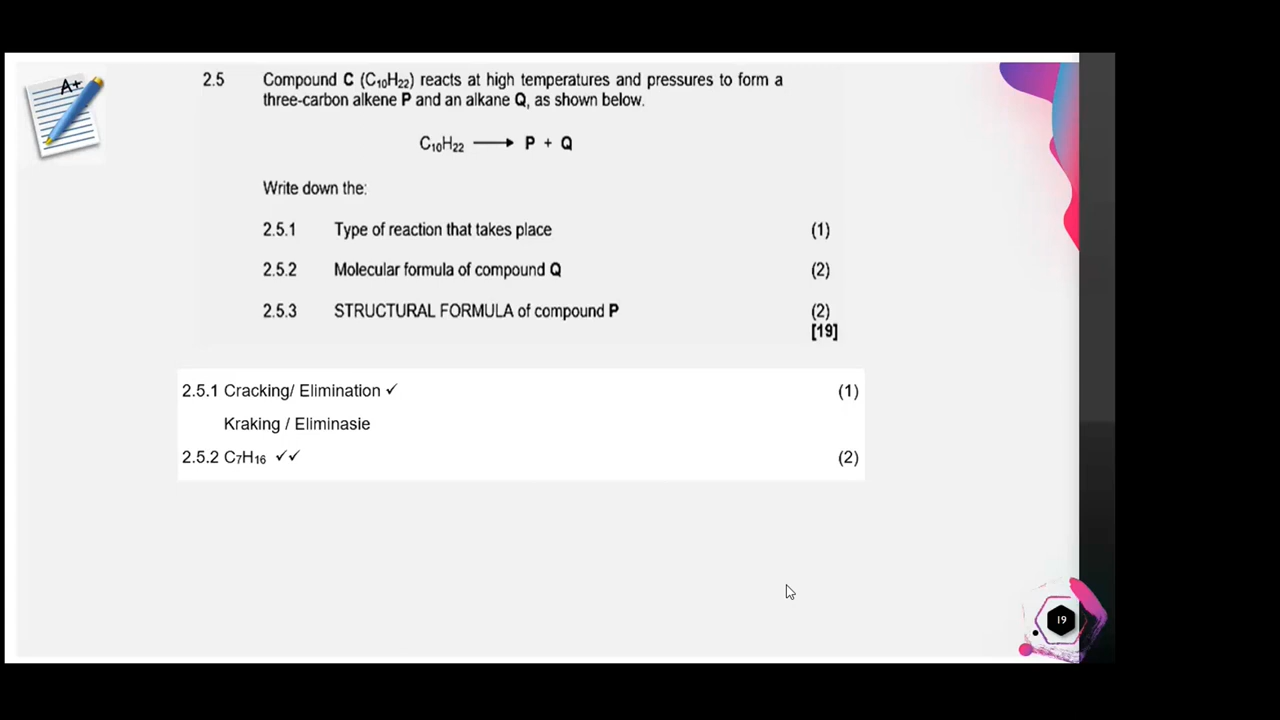 A+
2.5 Compound C (C₁₀H₂₂) reacts at high temperatures and pressures to form a
three-carbon alkene P and an alkane Q, as shown below.
C₁₀H₂₂ ⟶ P + Q
Write down the:
2.5.1 Type of reaction that takes place (1)
2.5.2 Molecular formula of compound Q (2)
2.5.3 STRUCTURAL FORMULA of compound P (2)
[19]
2.5.1 Cracking/ Elimination ✓ (1)
Kraking / Eliminasie
2.5.2 C₇H₁₆ ✓✓ (2)
19